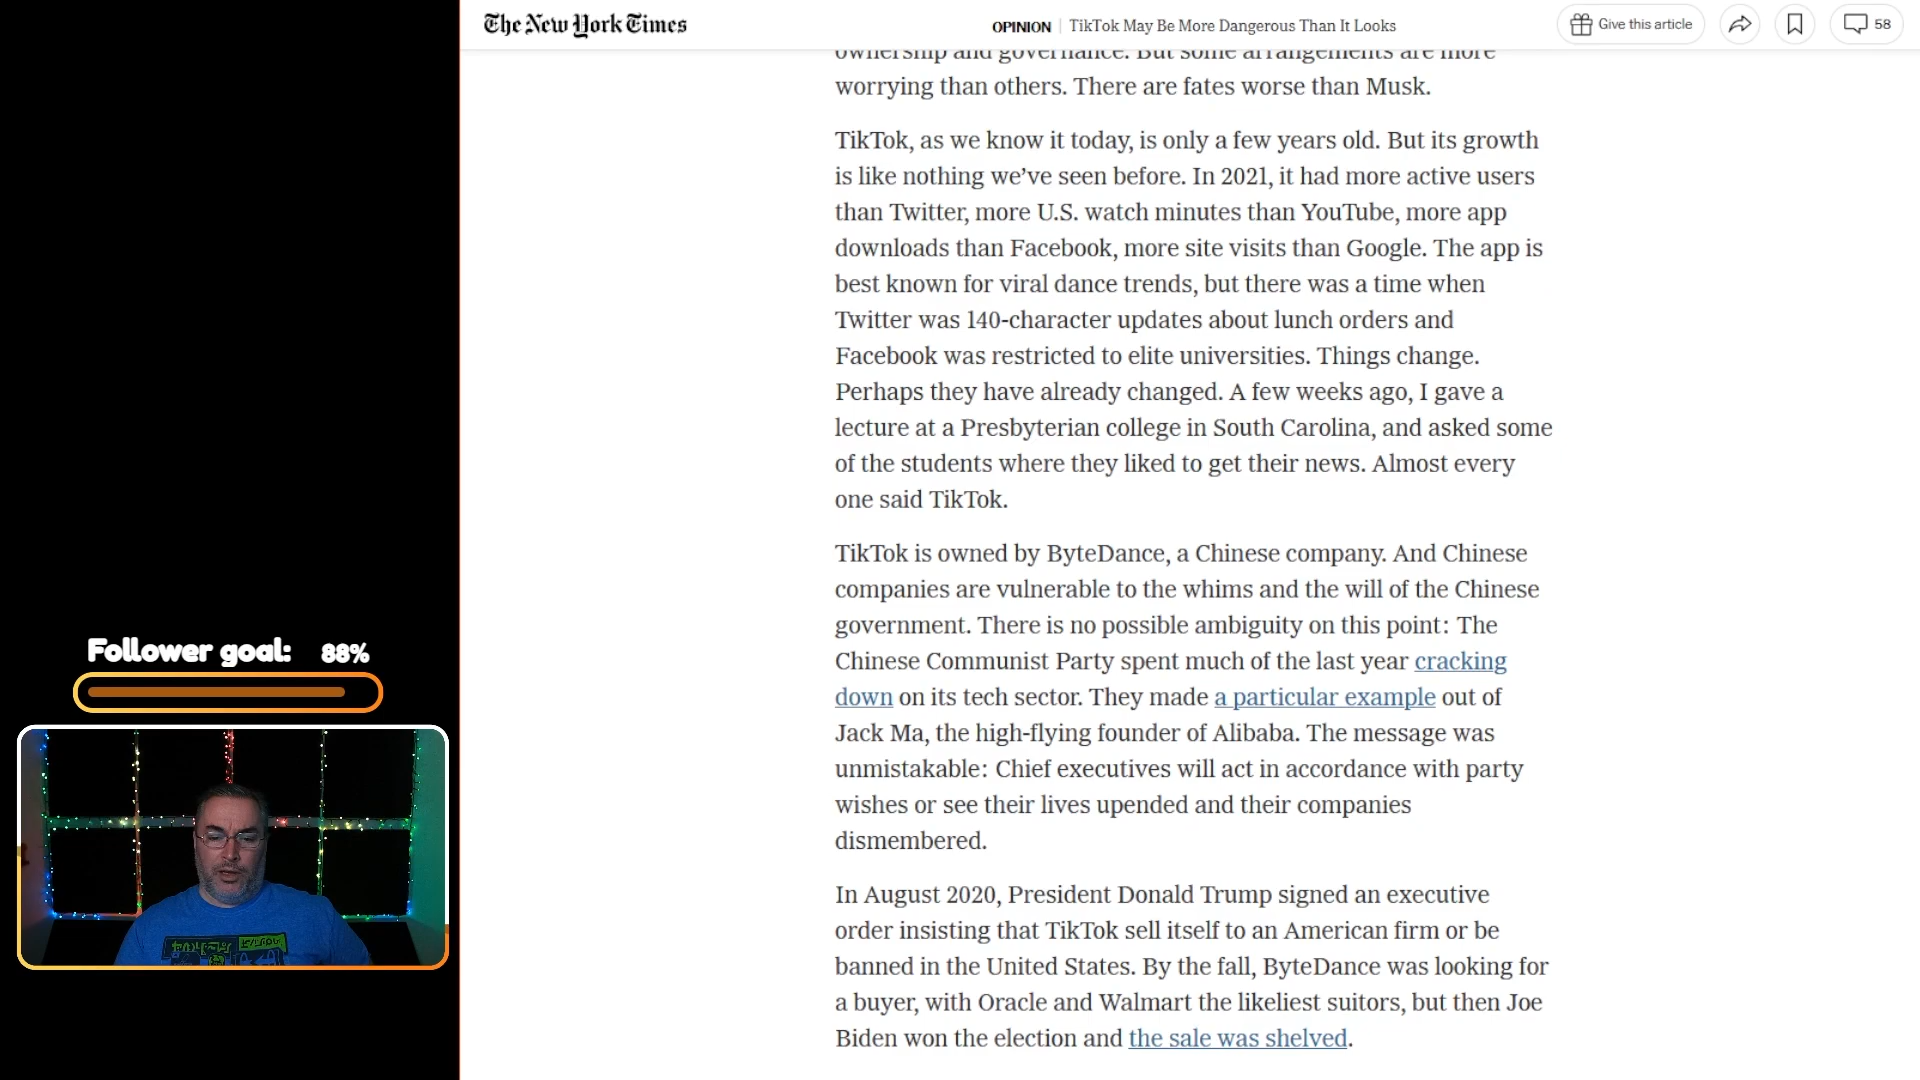 The New York Times
OPINION | TikTok May Be More Dangerous Than It Looks
Give this article
58
ownership and governance. But some arrangements are more
worrying than others. There are fates worse than Musk.
TikTok, as we know it today, is only a few years old. But its growth
is like nothing we’ve seen before. In 2021, it had more active users
than Twitter, more U.S. watch minutes than YouTube, more app
downloads than Facebook, more site visits than Google. The app is
best known for viral dance trends, but there was a time when
Twitter was 140-character updates about lunch orders and
Facebook was restricted to elite universities. Things change.
Perhaps they have already changed. A few weeks ago, I gave a
lecture at a Presbyterian college in South Carolina, and asked some
of the students where they liked to get their news. Almost every
one said TikTok.
TikTok is owned by ByteDance, a Chinese company. And Chinese
companies are vulnerable to the whims and the will of the Chinese
government. There is no possible ambiguity on this point: The
Chinese Communist Party spent much of the last year cracking
down on its tech sector. They made a particular example out of
Jack Ma, the high-flying founder of Alibaba. The message was
unmistakable: Chief executives will act in accordance with party
wishes or see their lives upended and their companies
dismembered.
In August 2020, President Donald Trump signed an executive
order insisting that TikTok sell itself to an American firm or be
banned in the United States. By the fall, ByteDance was looking for
a buyer, with Oracle and Walmart the likeliest suitors, but then Joe
Biden won the election and the sale was shelved.
Follower goal: 88%